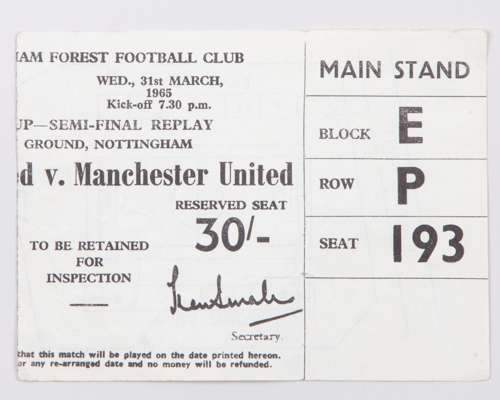 HAM FOREST FOOTBALL CLUB
WED., 31st MARCH,
1965
Kick-off 7.30 p.m.
UP—SEMI-FINAL REPLAY
GROUND, NOTTINGHAM
ed v. Manchester United
RESERVED SEAT
30/-
TO BE RETAINED
FOR
INSPECTION
Secretary.
that this match will be played on the date printed hereon.
or any re-arranged date and no money will be refunded.
MAIN STAND
BLOCK E
ROW P
SEAT 193